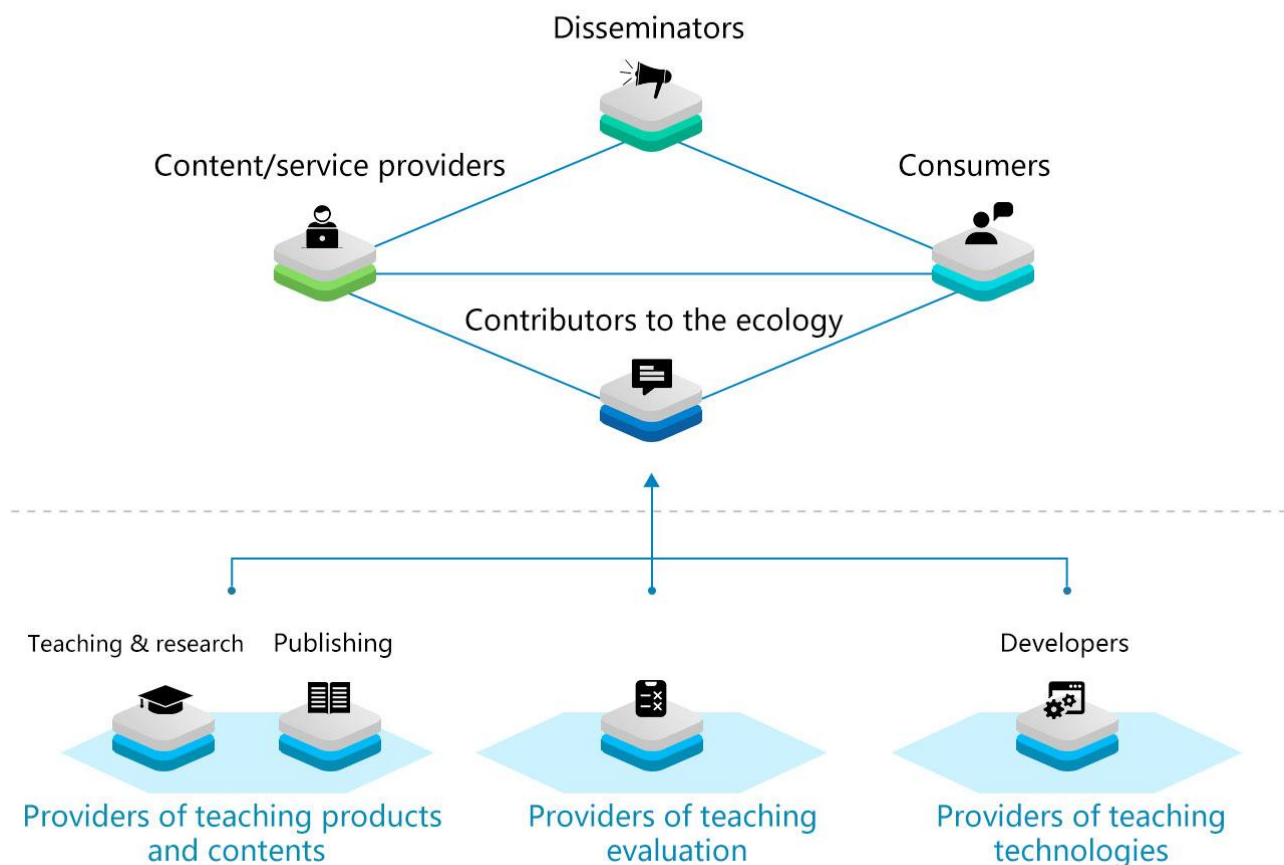 Disseminators
Content/service providers
Consumers
Contributors to the ecology
Teaching & research
Publishing
Developers
Providers of teaching products
and contents
Providers of teaching
evaluation
Providers of teaching
technologies